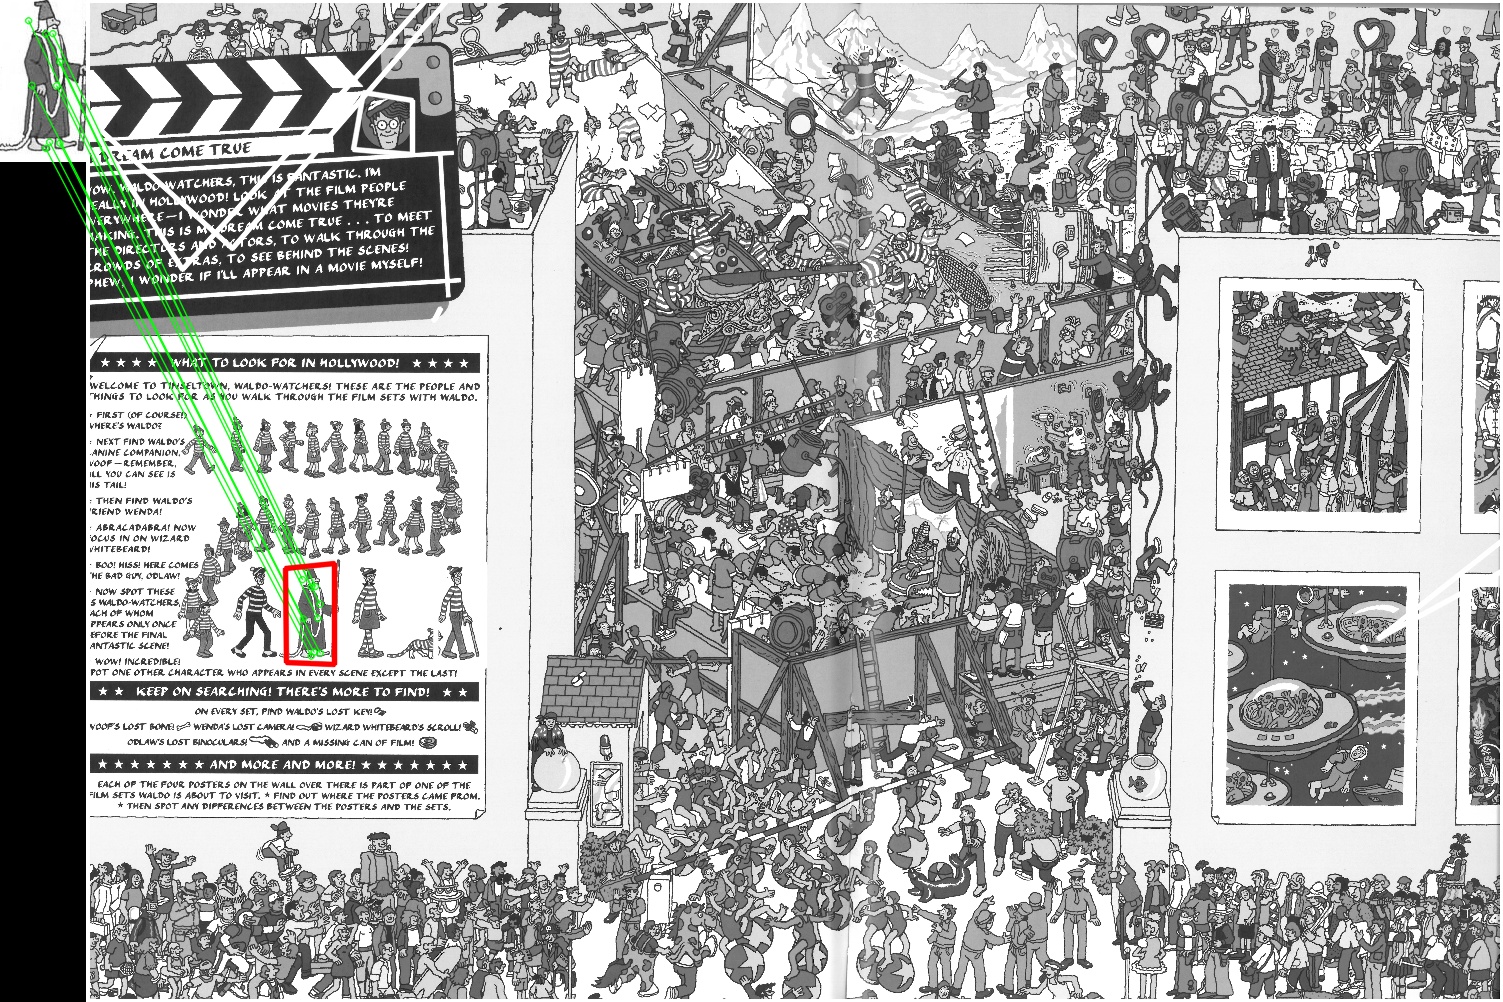 DREAM COME TRUE
WOW, WALDO-WATCHERS, THIS IS FANTASTIC. I'M
REALLY IN HOLLYWOOD! LOOK AT THE FILM PEOPLE
EVERYWHERE—I WONDER WHAT MOVIES THEY'RE
MAKING. THIS IS MY DREAM COME TRUE . . . TO MEET
THE DIRECTORS AND ACTORS, TO WALK THROUGH THE
CROWDS OF EXTRAS, TO SEE BEHIND THE SCENES!
PHEW, I WONDER IF I'LL APPEAR IN A MOVIE MYSELF!
★ ★ ★ ★ WHAT TO LOOK FOR IN HOLLYWOOD! ★ ★ ★ ★
WELCOME TO TINSELTOWN, WALDO-WATCHERS! THESE ARE THE PEOPLE AND
THINGS TO LOOK FOR AS YOU WALK THROUGH THE FILM SETS WITH WALDO.
FIRST (OF COURSE!)
WHERE'S WALDO?
NEXT FIND WALDO'S
CANINE COMPANION,
WOOF—REMEMBER,
ALL YOU CAN SEE IS
HIS TAIL!
THEN FIND WALDO'S
FRIEND WENDA!
ABRACADABRA! NOW
FOCUS IN ON WIZARD
WHITEBEARD!
BOO! HISS! HERE COMES
THE BAD GUY, ODLAW!
NOW SPOT THESE
5 WALDO-WATCHERS,
EACH OF WHOM
APPEARS ONLY ONCE
BEFORE THE FINAL
FANTASTIC SCENE!
WOW! INCREDIBLE!
SPOT ONE OTHER CHARACTER WHO APPEARS IN EVERY SCENE EXCEPT THE LAST!
★ ★ KEEP ON SEARCHING! THERE'S MORE TO FIND! ★ ★
ON EVERY SET, FIND WALDO'S LOST KEY!
WOOF'S LOST BONE! WENDA'S LOST CAMERA! WIZARD WHITEBEARD'S SCROLL!
ODLAW'S LOST BINOCULARS! AND A MISSING CAN OF FILM!
★ ★ ★ ★ ★ ★ ★ AND MORE AND MORE! ★ ★ ★ ★ ★ ★ ★
EACH OF THE FOUR POSTERS ON THE WALL OVER THERE IS PART OF ONE OF THE
FILM SETS WALDO IS ABOUT TO VISIT. ★ FIND OUT WHERE THE POSTERS CAME FROM.
★ THEN SPOT ANY DIFFERENCES BETWEEN THE POSTERS AND THE SETS.